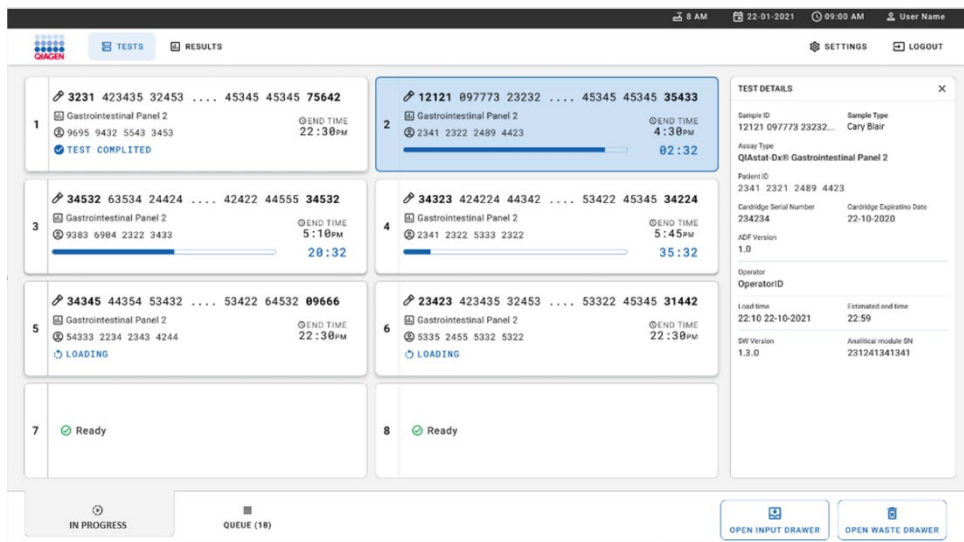 8 AM 22-01-2021 09:00 AM User Name
QIAGEN TESTS RESULTS SETTINGS LOGOUT
1
3231 423435 32453 .... 45345 45345 75642
Gastrointestinal Panel 2
END TIME
9695 9432 5543 3453
22:30PM
TEST COMPLITED
2
12121 097773 23232 .... 45345 45345 35433
Gastrointestinal Panel 2
END TIME
2341 2322 2489 4423
4:30PM
02:32
3
34532 63534 24424 .... 42422 44555 34532
Gastrointestinal Panel 2
END TIME
9383 6904 2322 3433
5:10PM
20:32
4
34323 424224 44342 .... 53422 45345 34224
Gastrointestinal Panel 2
END TIME
2341 2322 5333 2322
5:45PM
35:32
5
34345 44354 53432 .... 53422 64532 09666
Gastrointestinal Panel 2
END TIME
54333 2234 2343 4244
22:30PM
LOADING
6
23423 423435 32453 .... 53322 45345 31442
Gastrointestinal Panel 2
END TIME
5335 2455 5332 5322
22:30PM
LOADING
7 Ready
8 Ready
TEST DETAILS
Sample ID Sample Type
12121 097773 23232... Cary Blair
Assay Type
QIAstat-Dx® Gastrointestinal Panel 2
Patient ID
2341 2321 2489 4423
Cardridge Serial Number Cardridge Expiratino Date
234234 22-10-2020
ADF Version
1.0
Operator
OperatorID
Load time Estimated end time
22:10 22-10-2021 22:59
SW Version Analitical module SN
1.3.0 231241341341
IN PROGRESS
QUEUE (18)
OPEN INPUT DRAWER
OPEN WASTE DRAWER